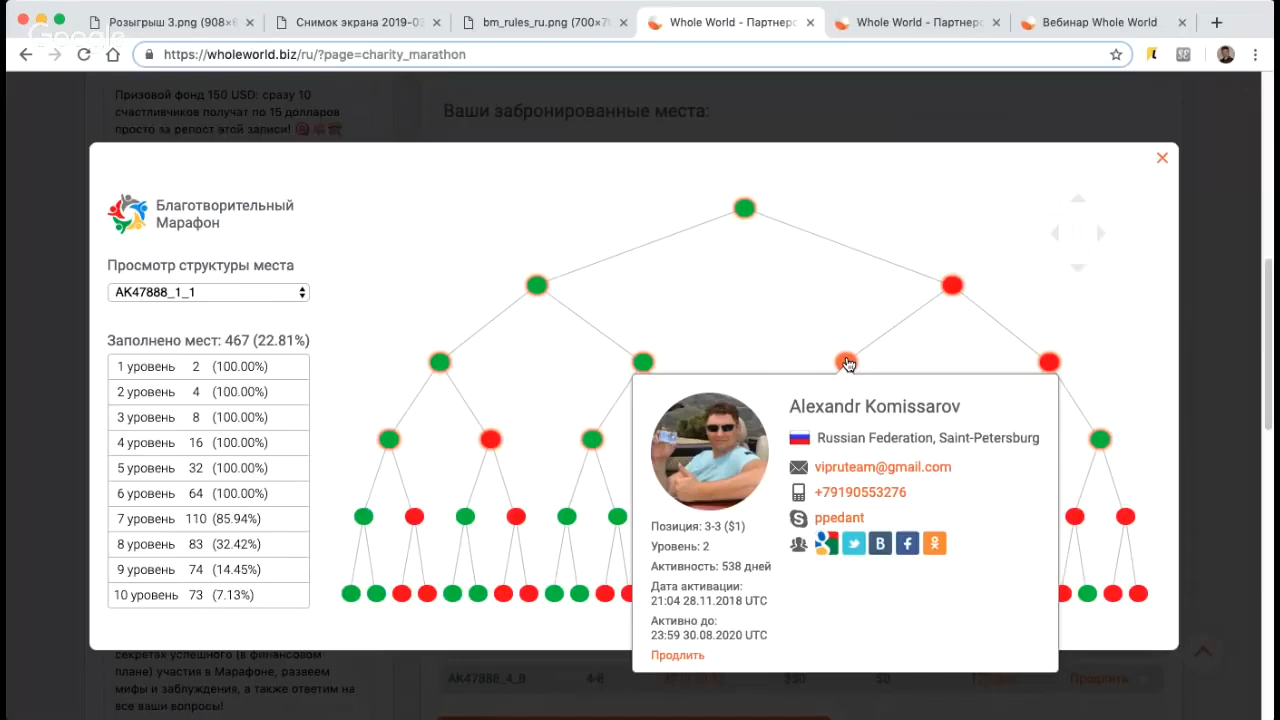 Розыгрыш 3.png (908×6
Снимок экрана 2019-03-
bm_rules_ru.png (700×7
Whole World - Партнерс
Whole World - Партнерс
Вебинар Whole World
Google
https://wholeworld.biz/ru/?page=charity_marathon
Призовой фонд 150 USD: сразу 10
счастливчиков получат по 15 долларов
просто за репост этой записи!
Ваши забронированные места:
Благотворительный
Марафон
Просмотр структуры места
AK47888_1_1
Заполнено мест: 467 (22.81%)
1 уровень 2 (100.00%)
2 уровень 4 (100.00%)
3 уровень 8 (100.00%)
4 уровень 16 (100.00%)
5 уровень 32 (100.00%)
6 уровень 64 (100.00%)
7 уровень 110 (85.94%)
8 уровень 83 (32.42%)
9 уровень 74 (14.45%)
10 уровень 73 (7.13%)
Alexandr Komissarov
Russian Federation, Saint-Petersburg
vipruteam@gmail.com
+79190553276
ppedant
Позиция: 3-3 ($1)
Уровень: 2
Активность: 538 дней
Дата активации:
21:04 28.11.2018 UTC
Активно до:
23:59 30.08.2020 UTC
Продлить
секретах успешного (в финансовом
плане) участия в Марафоне, развеем
мифы и заблуждения, а также ответим на
все ваши вопросы!
AK47888_4_8 4-8 $0 Продлить